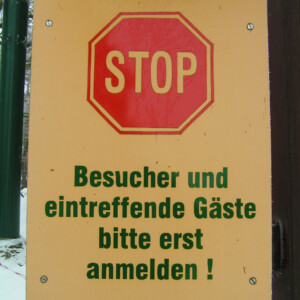 STOP
Besucher und
eintreffende Gäste
bitte erst
anmelden !